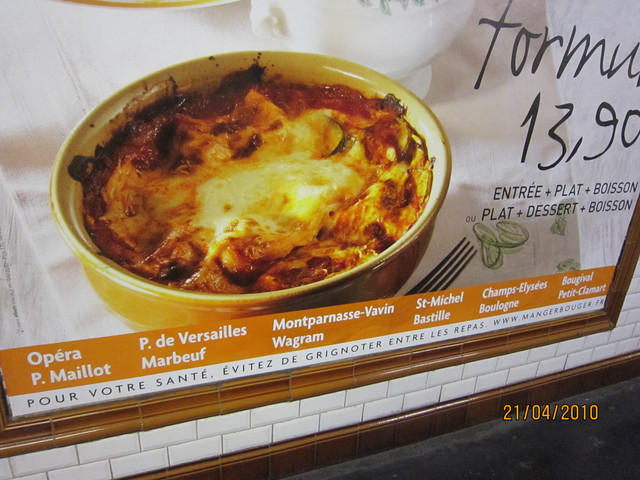 formu
13,90
ENTRÉE + PLAT + BOISSON
ou PLAT + DESSERT + BOISSON
Opéra
P. Maillot
P. de Versailles
Marbeuf
Montparnasse-Vavin
Wagram
St-Michel
Bastille
Champs-Elysées
Boulogne
Bougival
Petit-Clamart
POUR VOTRE SANTÉ, ÉVITEZ DE GRIGNOTER ENTRE LES REPAS. WWW.MANGERBOUGER.FR
21/04/2010